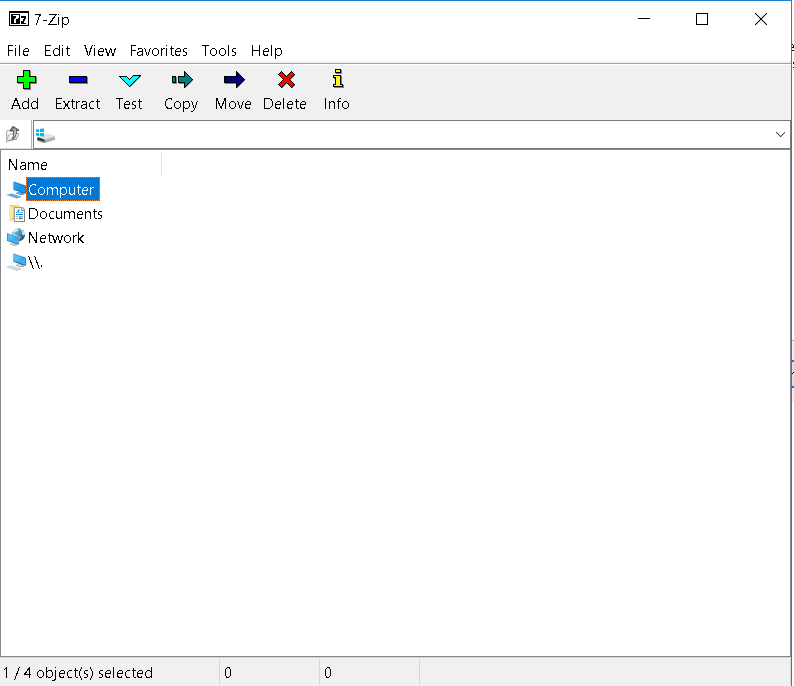 7z 7-Zip
File Edit View Favorites Tools Help
Add Extract Test Copy Move Delete Info
Name
Computer
Documents
Network
\\.
1 / 4 object(s) selected 0 0